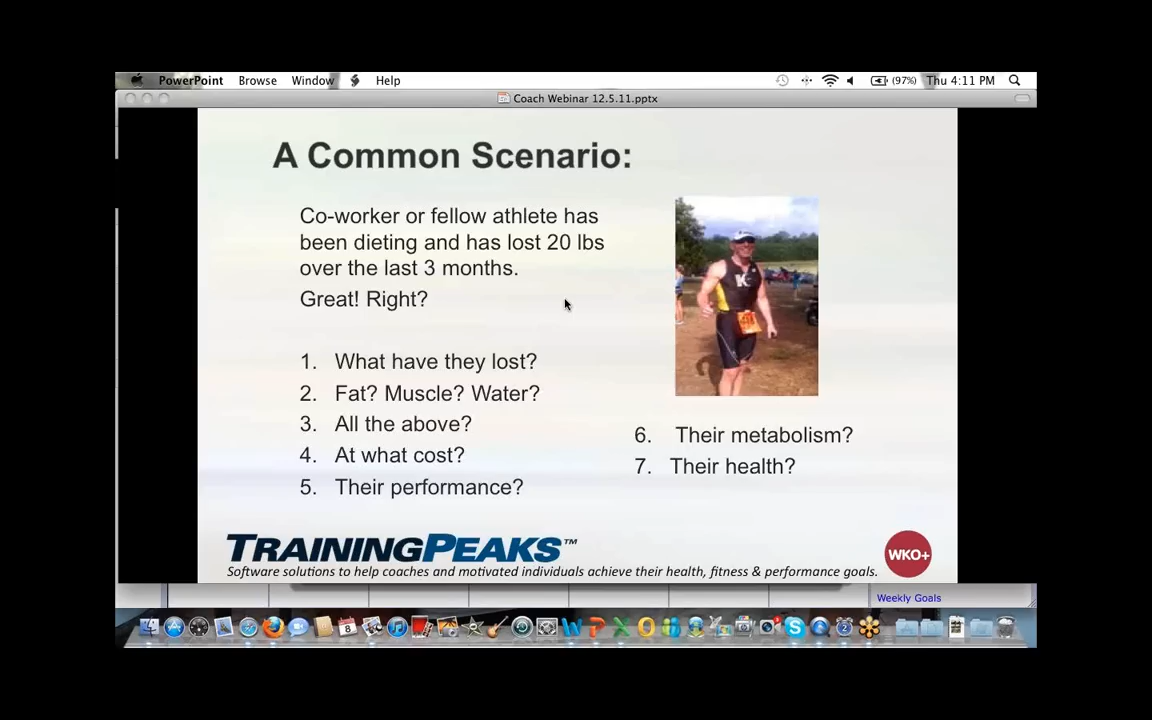 PowerPoint Browse Window Help (97%) Thu 4:11 PM
Coach Webinar 12.5.11.pptx
A Common Scenario:
Co-worker or fellow athlete has
been dieting and has lost 20 lbs
over the last 3 months.
Great! Right?
1. What have they lost?
2. Fat? Muscle? Water?
3. All the above?
4. At what cost?
5. Their performance?
6. Their metabolism?
7. Their health?
TRAININGPEAKS™
WKO+
Software solutions to help coaches and motivated individuals achieve their health, fitness & performance goals.
Weekly Goals
8
2